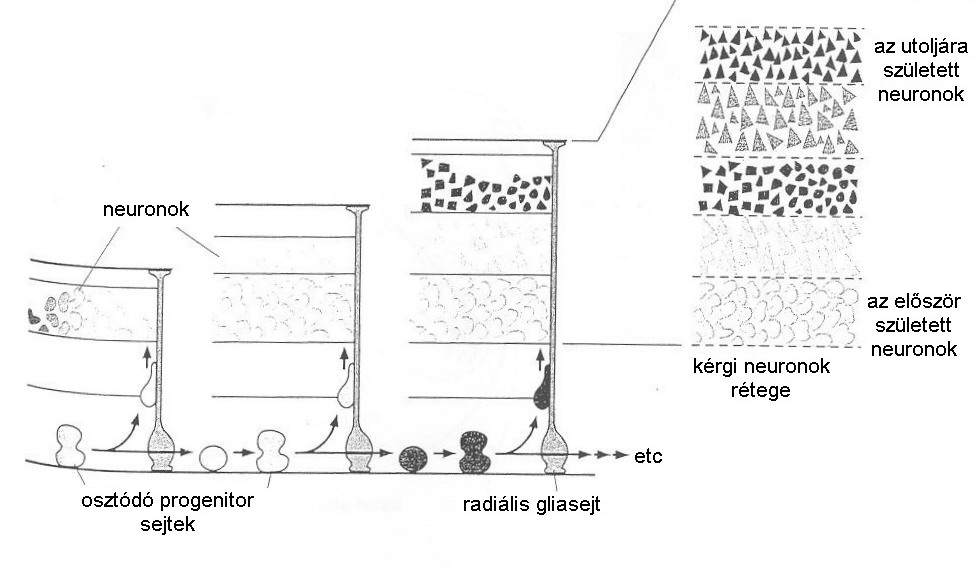 az utoljára
született
neuronok
neuronok
az először
született
neuronok
kérgi neuronok
rétege
etc
osztódó progenitor
sejtek
radiális gliasejt